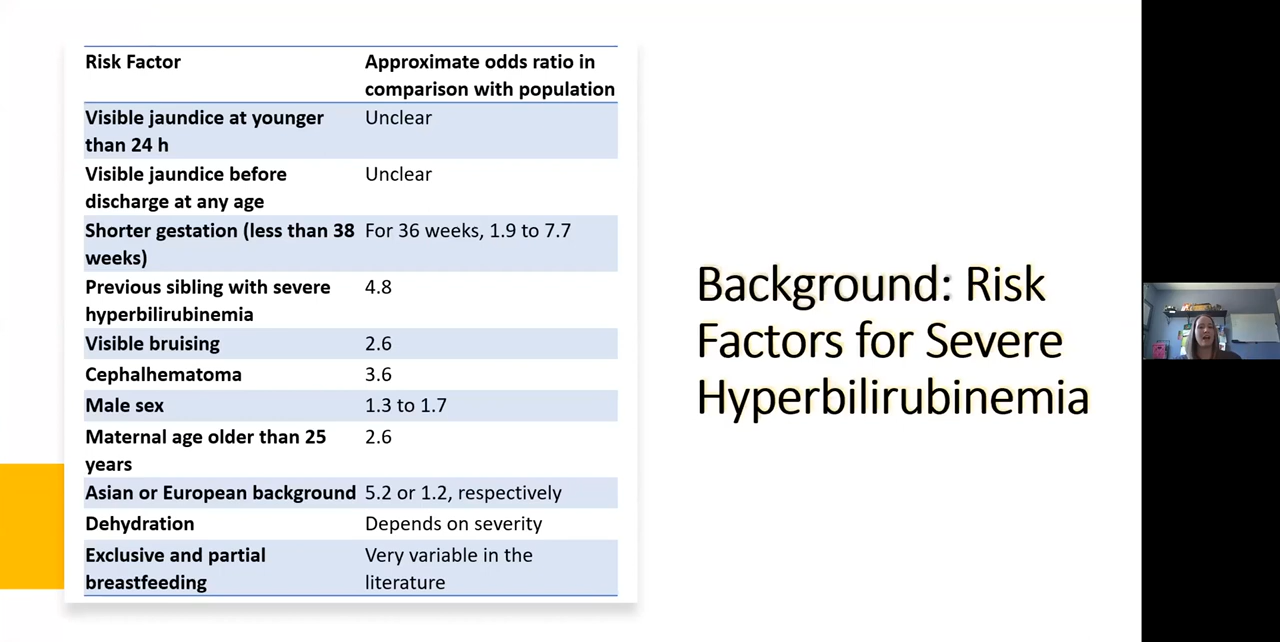 Risk Factor
Approximate odds ratio in
comparison with population
Visible jaundice at younger
than 24 h
Unclear
Visible jaundice before
discharge at any age
Unclear
Shorter gestation (less than 38
weeks)
For 36 weeks, 1.9 to 7.7
Previous sibling with severe
hyperbilirubinemia
4.8
Visible bruising
2.6
Cephalhematoma
3.6
Male sex
1.3 to 1.7
Maternal age older than 25
years
2.6
Asian or European background
5.2 or 1.2, respectively
Dehydration
Depends on severity
Exclusive and partial
breastfeeding
Very variable in the
literature
Background: Risk
Factors for Severe
Hyperbilirubinemia